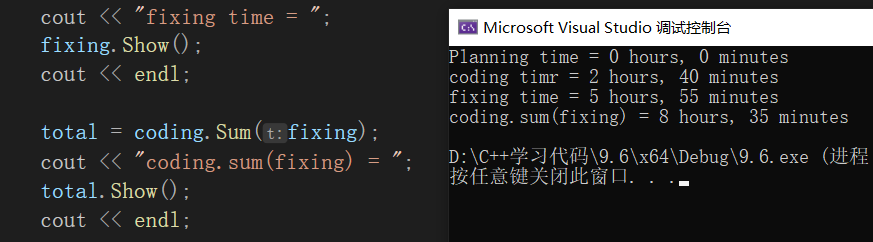 cout << "fixing time = ";
fixing.Show();
cout << endl;
total = coding.Sum(t:fixing);
cout << "coding.sum(fixing) = ";
total.Show();
cout << endl;
C:\ Microsoft Visual Studio 调试控制台
Planning time = 0 hours, 0 minutes
coding timr = 2 hours, 40 minutes
fixing time = 5 hours, 55 minutes
coding.sum(fixing) = 8 hours, 35 minutes
D:\C++学习代码\9.6\x64\Debug\9.6.exe (进程
按任意键关闭此窗口. . .